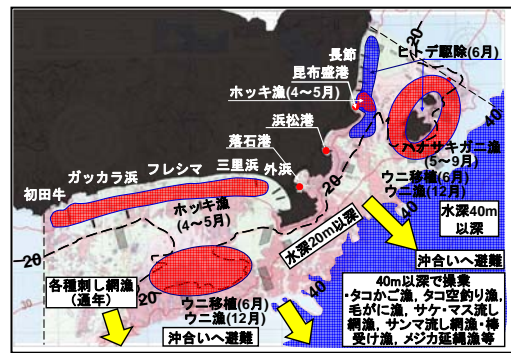 長節
ヒトデ駆除(6月)
昆布盛港
ホッキ漁
(4～5月)
浜松港
ハナサキガニ漁
(5～9月)
落石港
外浜
三里浜
フレシマ
ガッカラ浜
初田牛
ホッキ漁
(4～5月)
ウニ移植(6月)
ウニ漁(12月)
水深40m
以深
水深20m以深
沖合いへ避難
各種刺し網漁
(通年)
ウニ移植(6月)
ウニ漁(12月)
沖合いへ避難
40m以深で操業
・タコかご漁，タコ空釣り漁，
毛がに漁，サケ・マス流し
網漁，サンマ流し網漁・棒
受け漁，メジカ延縄漁等
20
40
40
20
20
20
40